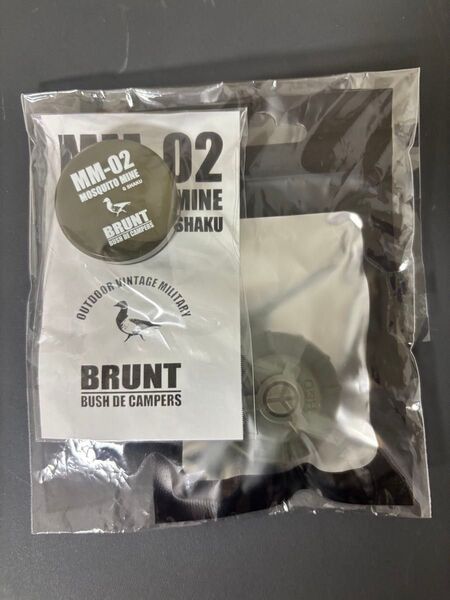 MM-02
MINE
SHAKU
MM-02
MOSQUITO MINE
SHAKU
BRUNT
BUSH DE CAMPERS
OUTDOOR VINTAGE MILITARY
BRUNT
BUSH DE CAMPERS